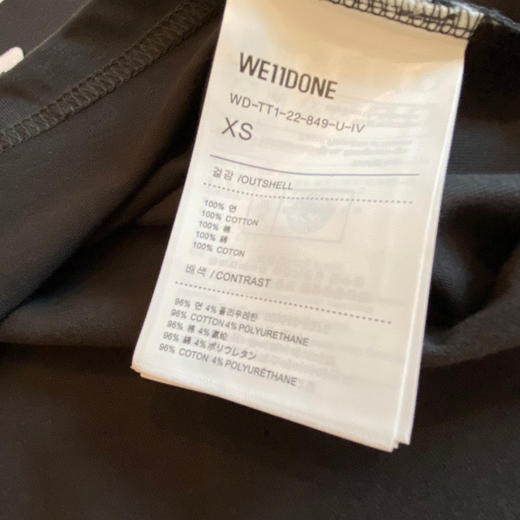 WE11DONE
WD-TT1-22-849-U-IV
XS
겉감 /OUTSHELL
100% 면
100% COTTON
100% 棉
100% 綿
100% COTON
배색 / CONTRAST
96% 면 4% 폴리우레탄
96% COTTON 4% POLYURETHANE
96% 棉 4% 氨纶
96% 綿 4% ポリウレタン
96% COTON 4% POLYURÉTHANE